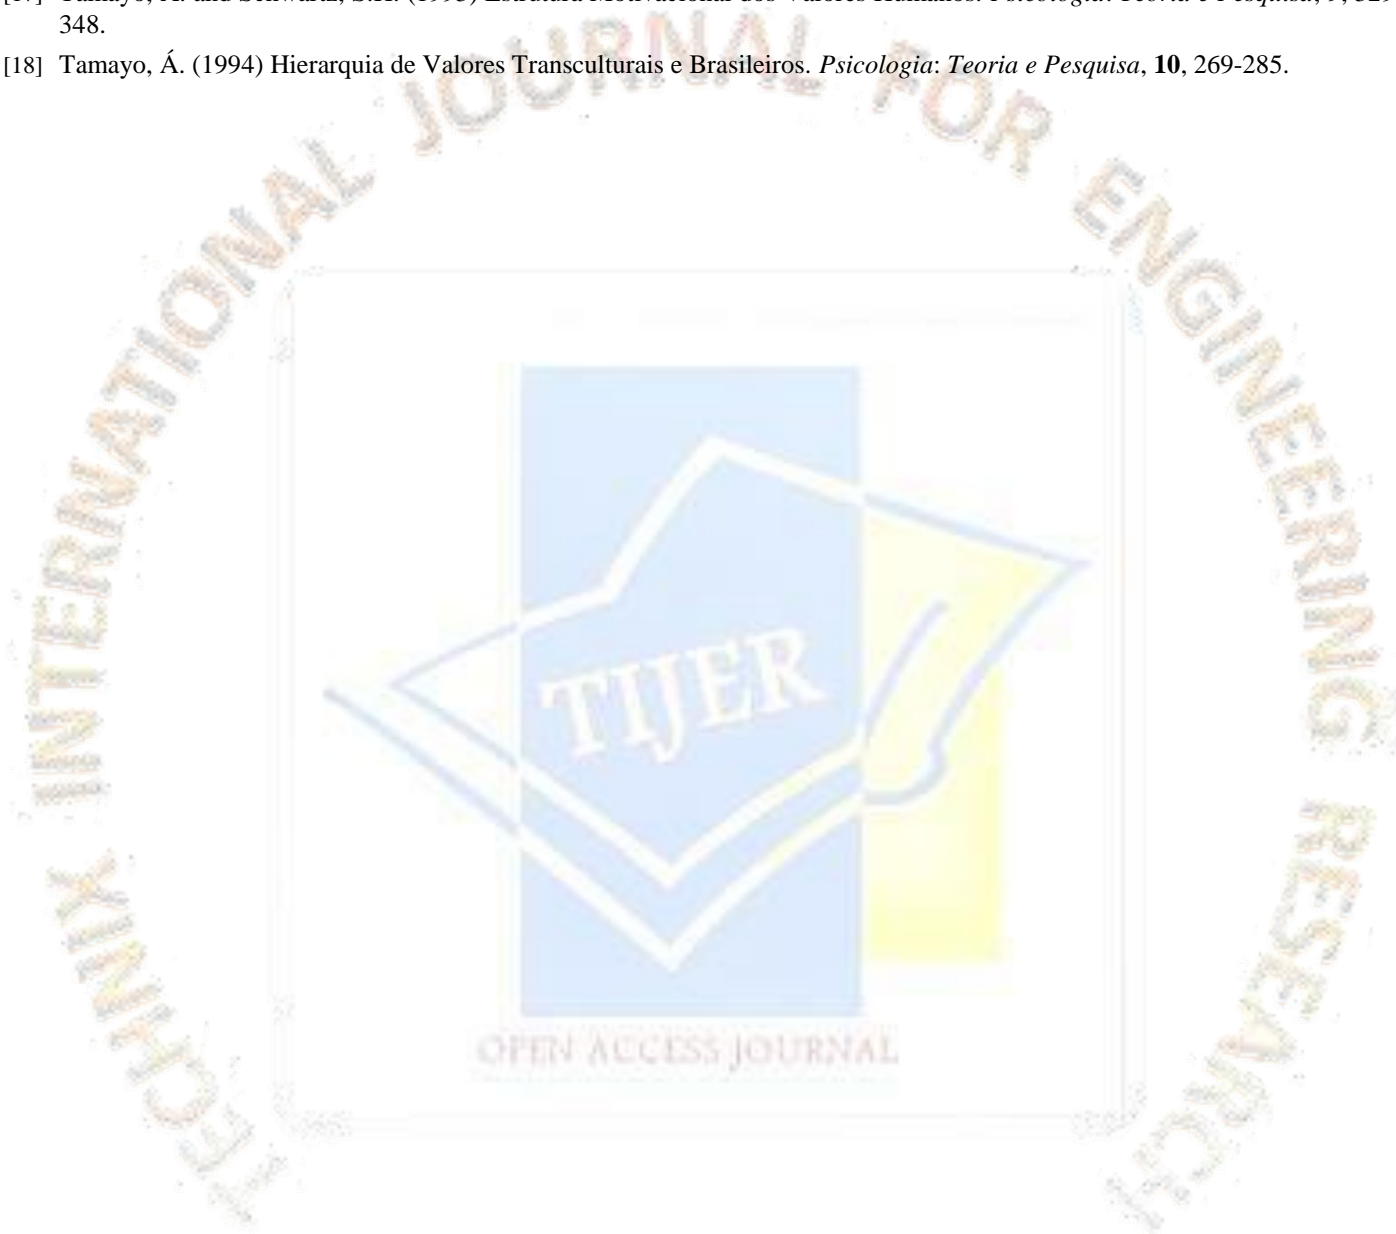 348.
[18] Tamayo, Á. (1994) Hierarquia de Valores Transculturais e Brasileiros. Psicologia: Teoria e Pesquisa, 10, 269-285.
TECHNIX INTERNATIONAL JOURNAL FOR ENGINEERING RESEARCH
TIJER
OPEN ACCESS JOURNAL